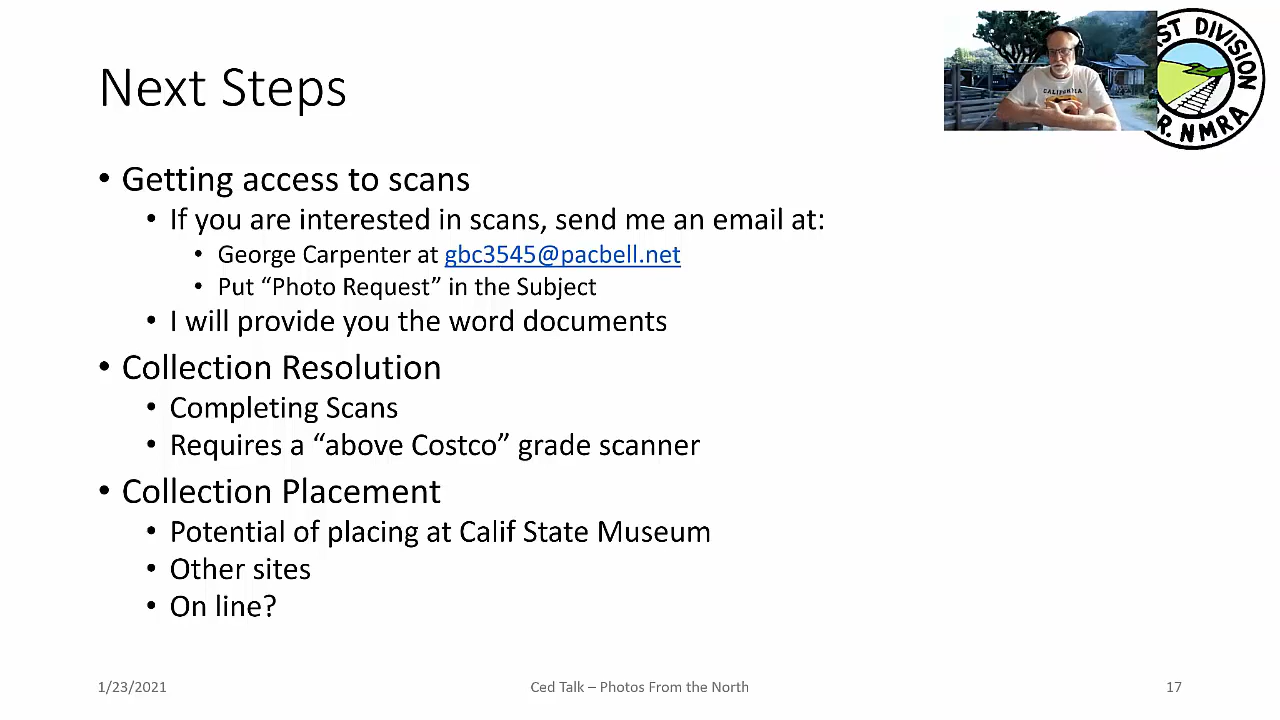 Next Steps
CALIFORNIA
ST DIVISION
R. NMRA
• Getting access to scans
• If you are interested in scans, send me an email at:
• George Carpenter at gbc3545@pacbell.net
• Put “Photo Request” in the Subject
• I will provide you the word documents
• Collection Resolution
• Completing Scans
• Requires a “above Costco” grade scanner
• Collection Placement
• Potential of placing at Calif State Museum
• Other sites
• On line?
1/23/2021
Ced Talk – Photos From the North
17